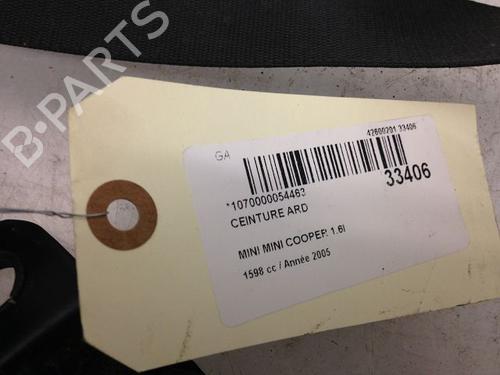 B-PARTS
GA
42600201 33406
33406
*1070000054463
CEINTURE ARD
MINI MINI COOPER 1.6I
1598 cc / Année 2005